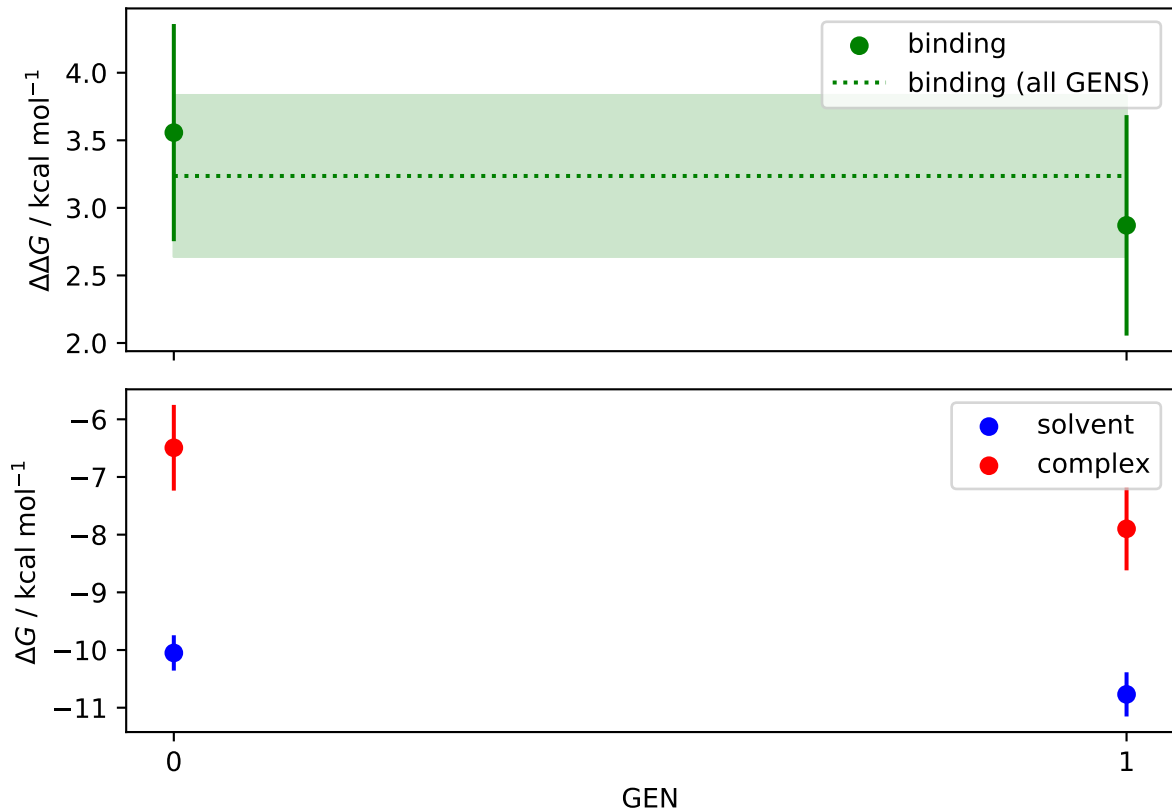 binding
binding (all GENS)
4.0
3.5
3.0
2.5
2.0
ΔΔG / kcal mol⁻¹
solvent
complex
−6
−7
−8
−9
−10
−11
ΔG / kcal mol⁻¹
0 1
GEN